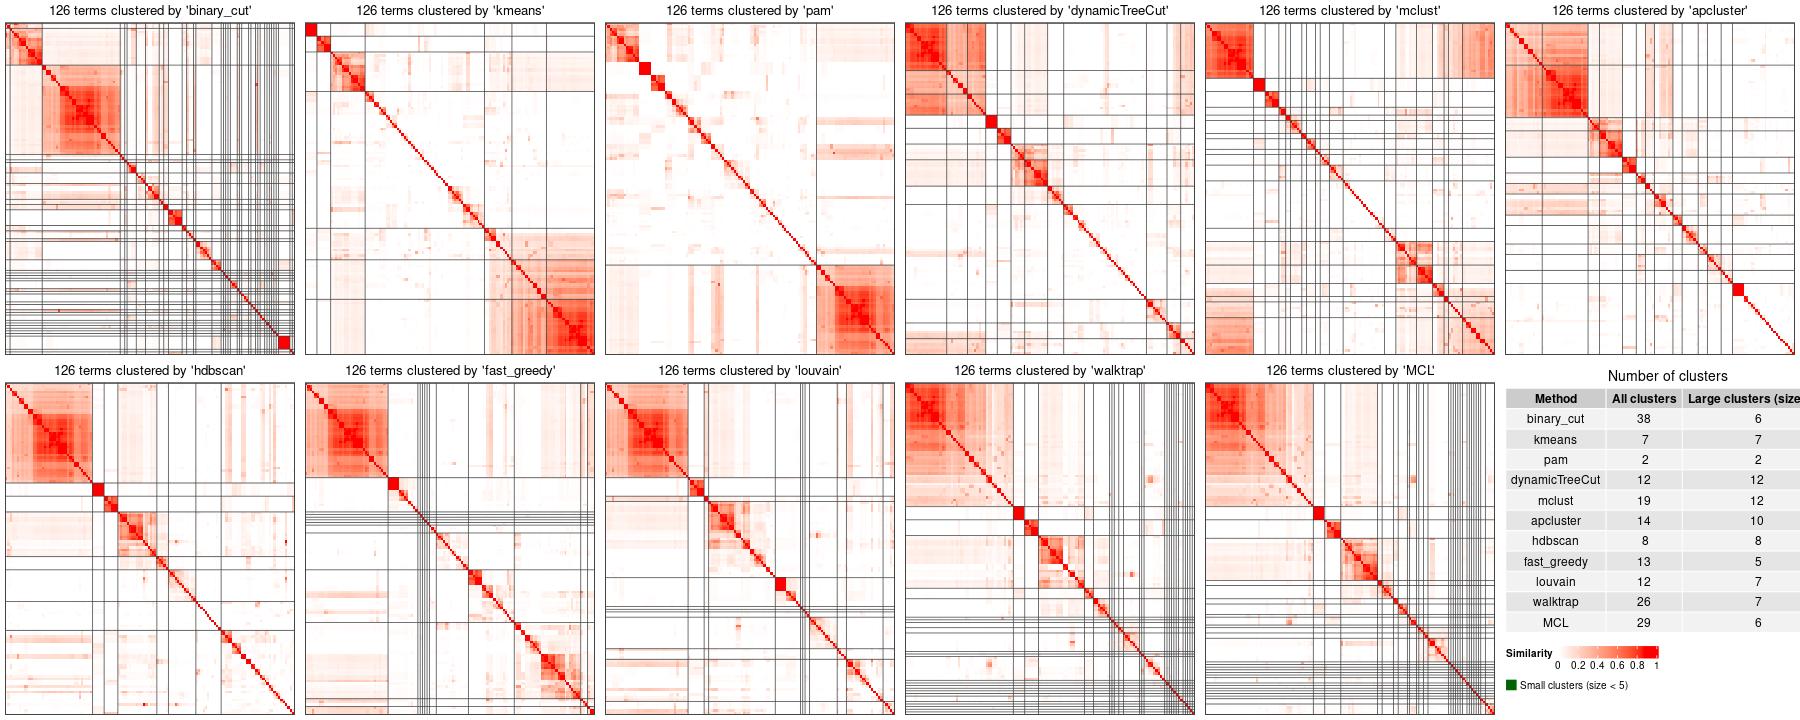 126 terms clustered by 'binary_cut'
126 terms clustered by 'kmeans'
126 terms clustered by 'pam'
126 terms clustered by 'dynamicTreeCut'
126 terms clustered by 'mclust'
126 terms clustered by 'apcluster'
126 terms clustered by 'hdbscan'
126 terms clustered by 'fast_greedy'
126 terms clustered by 'louvain'
126 terms clustered by 'walktrap'
126 terms clustered by 'MCL'
Number of clusters
Method All clusters Large clusters (size
binary_cut 38 6
kmeans 7 7
pam 2 2
dynamicTreeCut 12 12
mclust 19 12
apcluster 14 10
hdbscan 8 8
fast_greedy 13 5
louvain 12 7
walktrap 26 7
MCL 29 6
Similarity
0 0.2 0.4 0.6 0.8 1
Small clusters (size < 5)